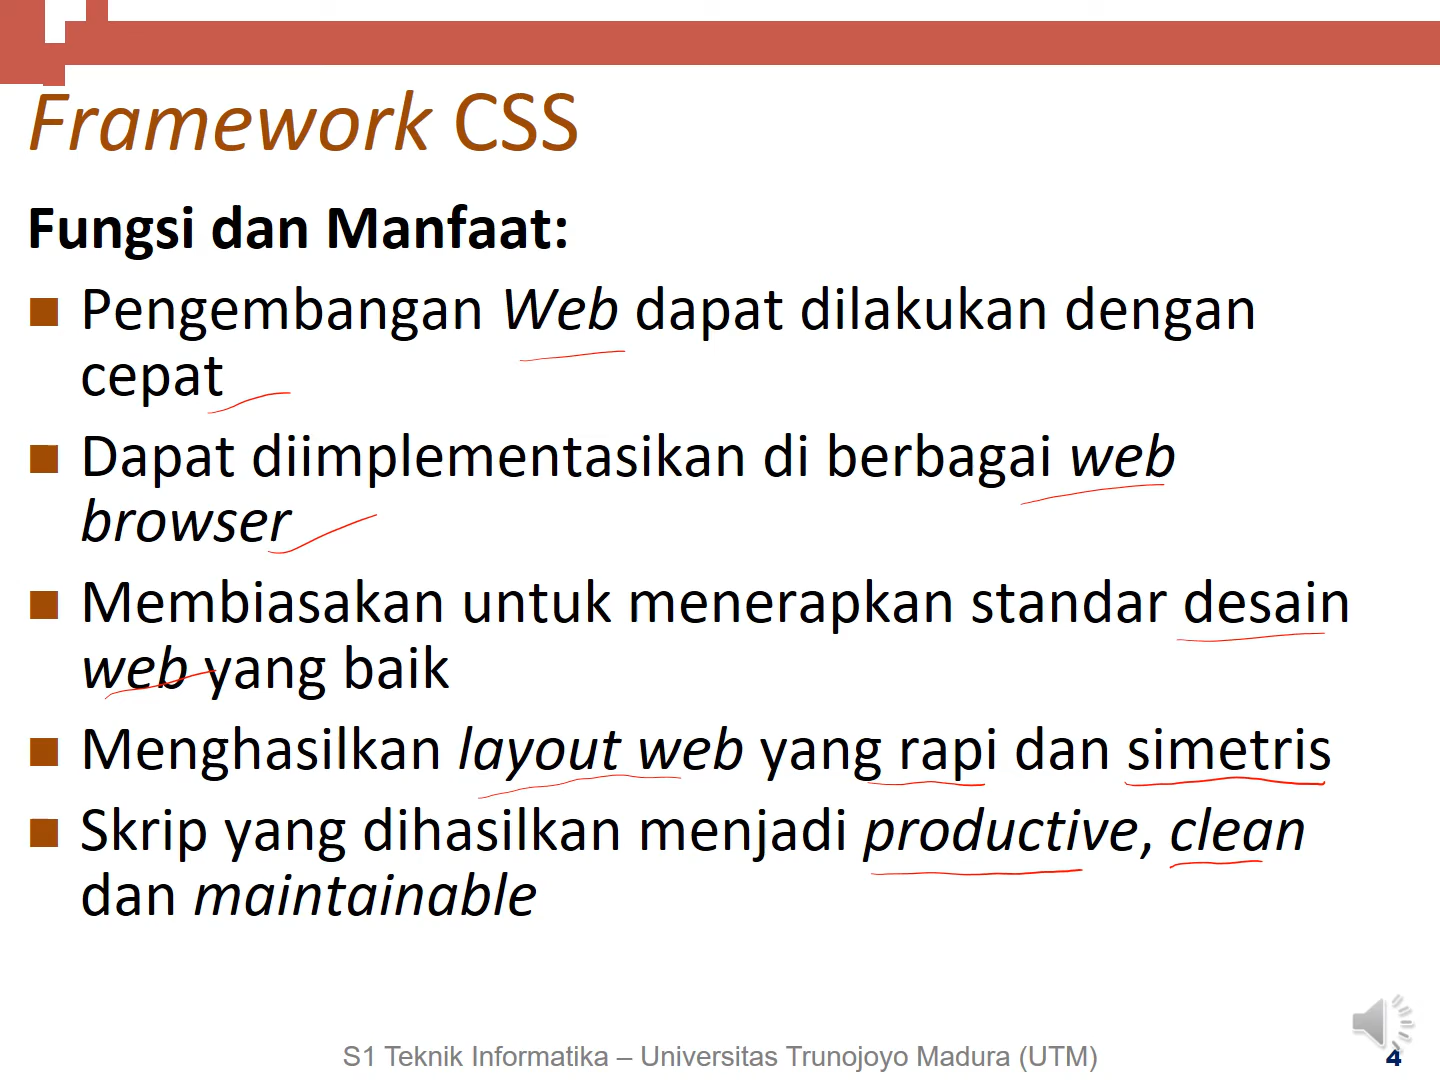 Framework CSS
Fungsi dan Manfaat:
Pengembangan Web dapat dilakukan dengan
cepat
Dapat diimplementasikan di berbagai web
browser
Membiasakan untuk menerapkan standar desain
web yang baik
Menghasilkan layout web yang rapi dan simetris
Skrip yang dihasilkan menjadi productive, clean
dan maintainable
S1 Teknik Informatika – Universitas Trunojoyo Madura (UTM)
4